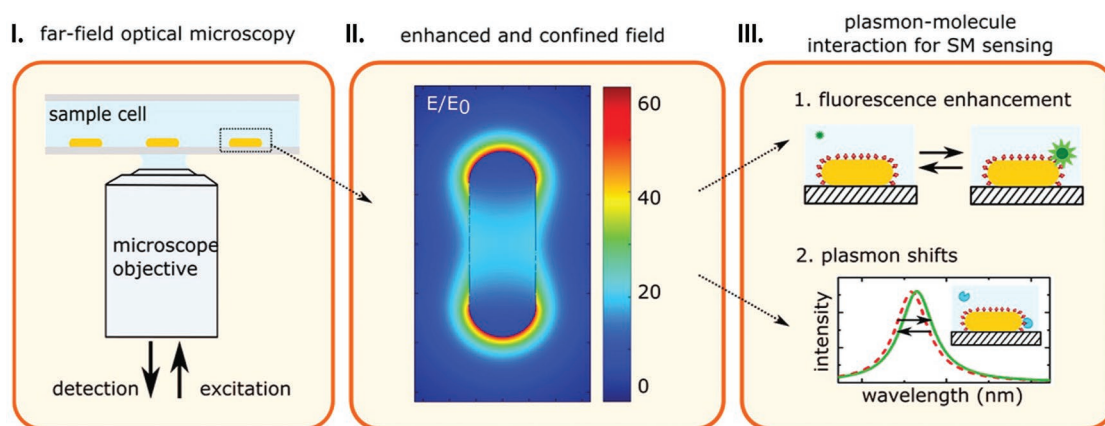 I. far-field optical microscopy
sample cell
microscope
objective
detection
excitation
II. enhanced and confined field
E/E0
60
40
20
0
III. plasmon-molecule
interaction for SM sensing
1. fluorescence enhancement
2. plasmon shifts
intensity
wavelength (nm)